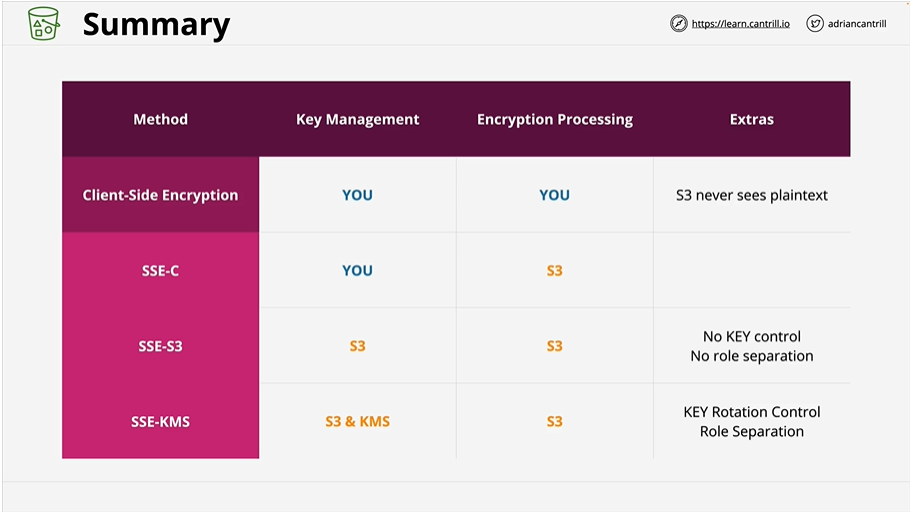 Summary
https://learn.cantrill.io
adriancantrill
Method
Key Management
Encryption Processing
Extras
Client-Side Encryption
YOU
YOU
S3 never sees plaintext
SSE-C
YOU
S3
SSE-S3
S3
S3
No KEY control
No role separation
SSE-KMS
S3 & KMS
S3
KEY Rotation Control
Role Separation